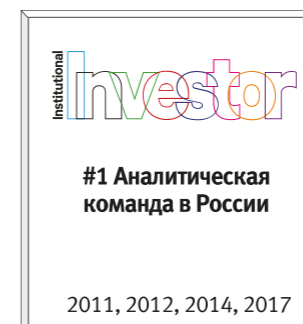 Institutional
Investor
#1 Аналитическая
команда в России
2011, 2012, 2014, 2017